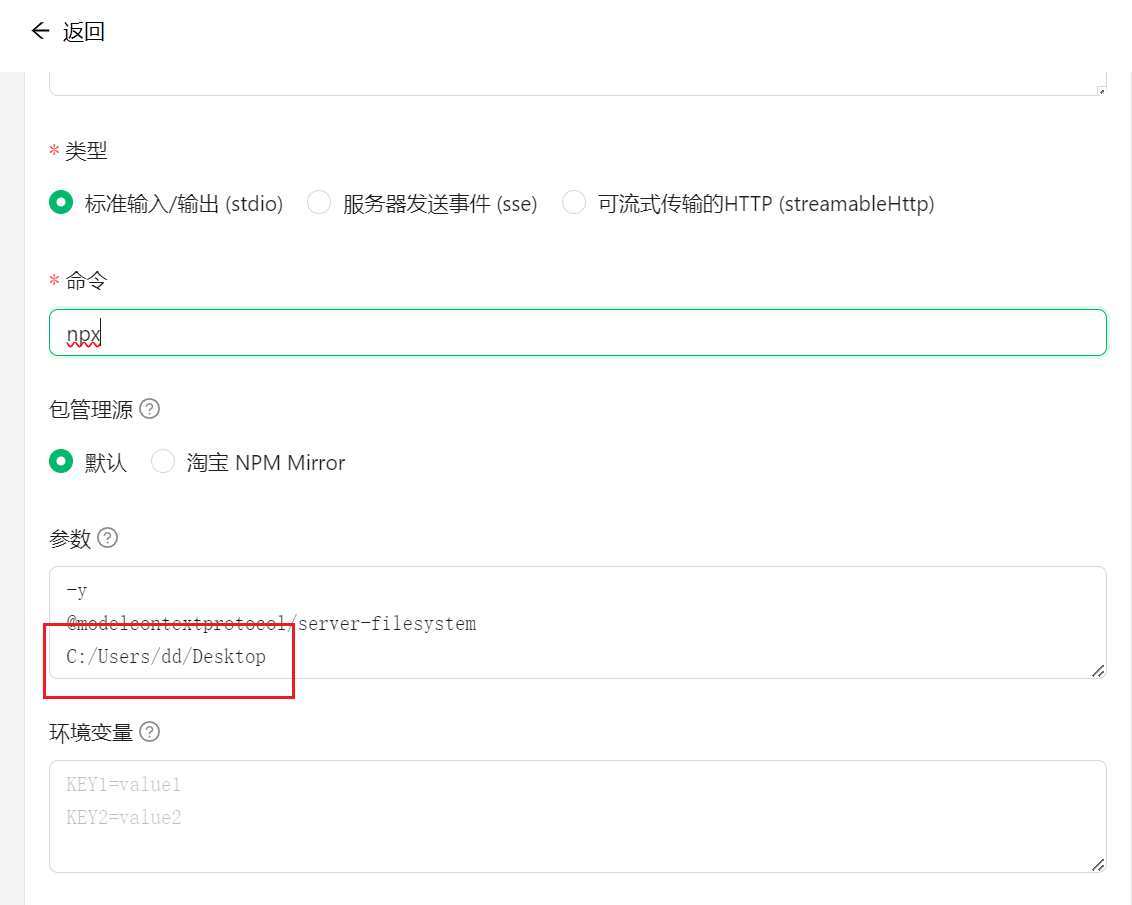 返回
* 类型
标准输入/输出 (stdio) 服务器发送事件 (sse) 可流式传输的HTTP (streamableHttp)
* 命令
npx
包管理源 ?
默认 淘宝 NPM Mirror
参数 ?
-y
@modelcontextprotocol/server-filesystem
C:/Users/dd/Desktop
环境变量 ?
KEY1=value1
KEY2=value2